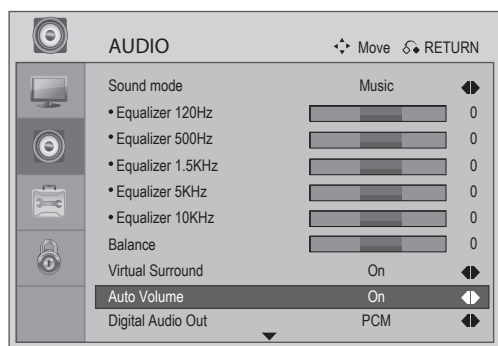 AUDIO Move RETURN
Sound mode Music
• Equalizer 120Hz 0
• Equalizer 500Hz 0
• Equalizer 1.5KHz 0
• Equalizer 5KHz 0
• Equalizer 10KHz 0
Balance 0
Virtual Surround On
Auto Volume On
Digital Audio Out PCM